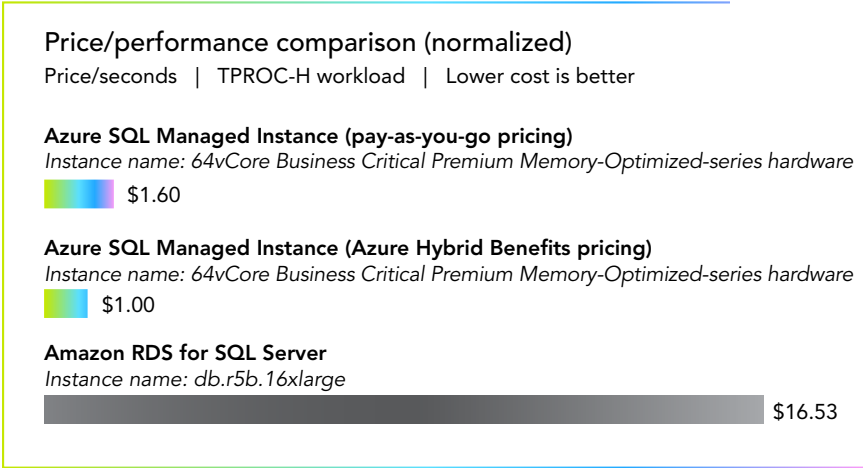 Price/performance comparison (normalized)
Price/seconds | TPROC-H workload | Lower cost is better
Azure SQL Managed Instance (pay-as-you-go pricing)
Instance name: 64vCore Business Critical Premium Memory-Optimized-series hardware
$1.60
Azure SQL Managed Instance (Azure Hybrid Benefits pricing)
Instance name: 64vCore Business Critical Premium Memory-Optimized-series hardware
$1.00
Amazon RDS for SQL Server
Instance name: db.r5b.16xlarge
$16.53